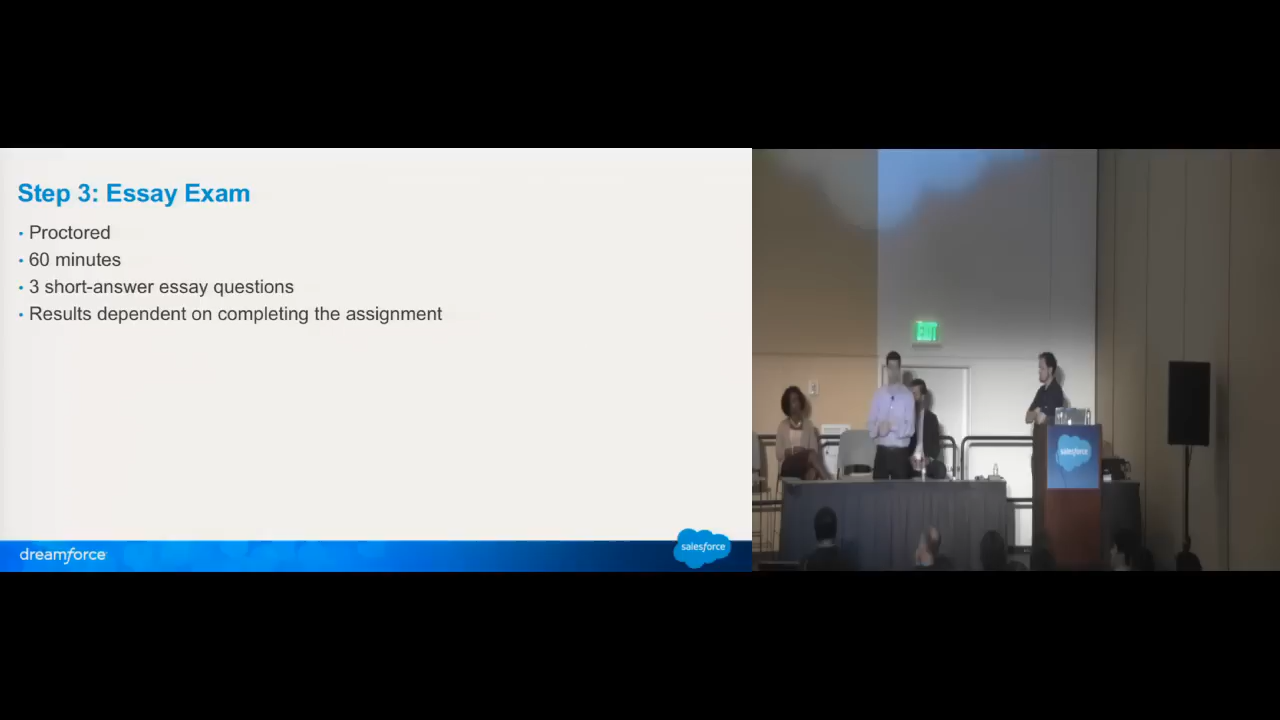 Step 3: Essay Exam
Proctored
60 minutes
3 short-answer essay questions
Results dependent on completing the assignment
dreamforce
salesforce
EXIT
salesforce